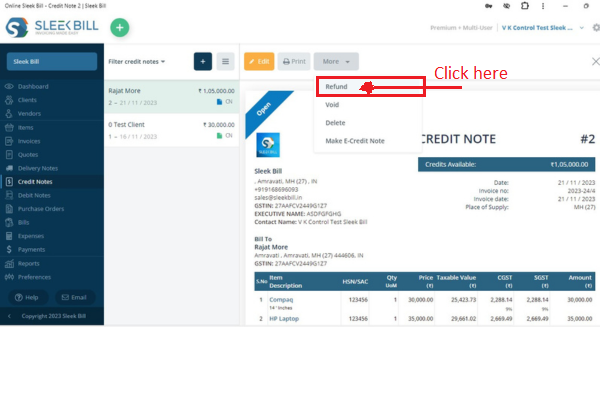 Online Sleek Bill - Credit Note 2 | Sleek Bill
SLEEK BILL
Premium + Multi-User V K Control Test Sleek ...
Sleek Bill
Dashboard
Clients
Vendors
Items
Invoices
Quotes
Delivery Notes
Credit Notes
Debit Notes
Purchase Orders
Bills
Expenses
Payments
Reports
Preferences
Help Email
Copyright 2023 Sleek Bill
Filter credit notes
Rajat More ₹ 1,05,000.00
2 - 21 / 11 / 2023 CN
0 Test Client ₹ 30,000.00
1 - 16 / 11 / 2023 CN
Edit Print More
Refund
Void
Delete
Make E-Credit Note
Click here
Open
SLEEK BILL
CREDIT NOTE #2
Credits Available: ₹1,05,000.00
Date: 21 / 11 / 2023
Invoice no: 2023-24/4
Invoice date: 21 / 11 / 2023
Place of Supply: MH (27)
Sleek Bill
, Amravati, MH (27) , IN
+919168696093
sales@sleekbill.in
GSTIN: 27AAFCV2449G1Z7
EXECUTIVE NAME: ASDFGFGHG
Contact Name: V K Control Test Sleek Bill
Bill To
Rajat More
Amravati , Amravati, MH (27) 444606, IN
GSTIN: 27AAFCV2449G1Z7
S.No Item Description HSN/SAC Qty UoM Price (₹) Taxable Value (₹) CGST (₹) SGST (₹) Amount (₹)
1 Compaq 123456 1 30,000.00 25,423.73 2,288.14 2,288.14 30,000.00
14" Inches 9% 9%
2 HP Laptop 123456 1 35,000.00 29,661.02 2,669.49 2,669.49 35,000.00